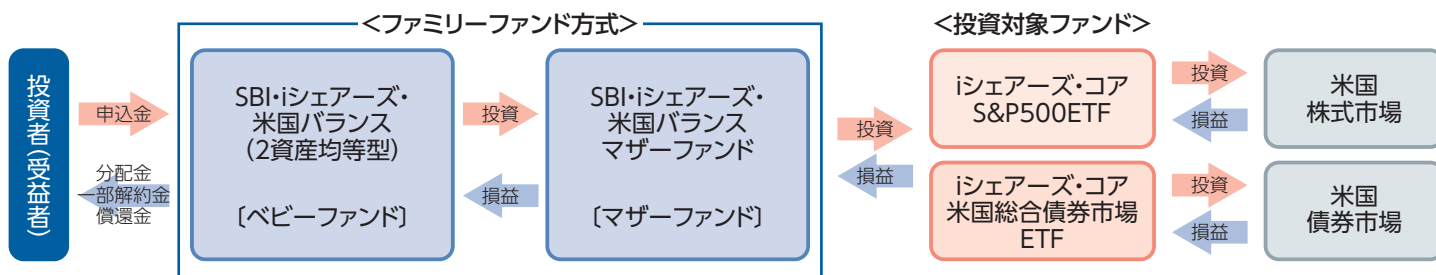 <ファミリーファンド方式>
<投資対象ファンド>
投資者(受益者)
申込金
分配金
一部解約金
償還金
SBI・iシェアーズ・
米国バランス
(2資産均等型)
〔ベビーファンド〕
投資
損益
SBI・iシェアーズ・
米国バランス
マザーファンド
〔マザーファンド〕
投資
損益
iシェアーズ・コア
S&P500ETF
投資
損益
米国
株式市場
iシェアーズ・コア
米国総合債券市場
ETF
投資
損益
米国
債券市場